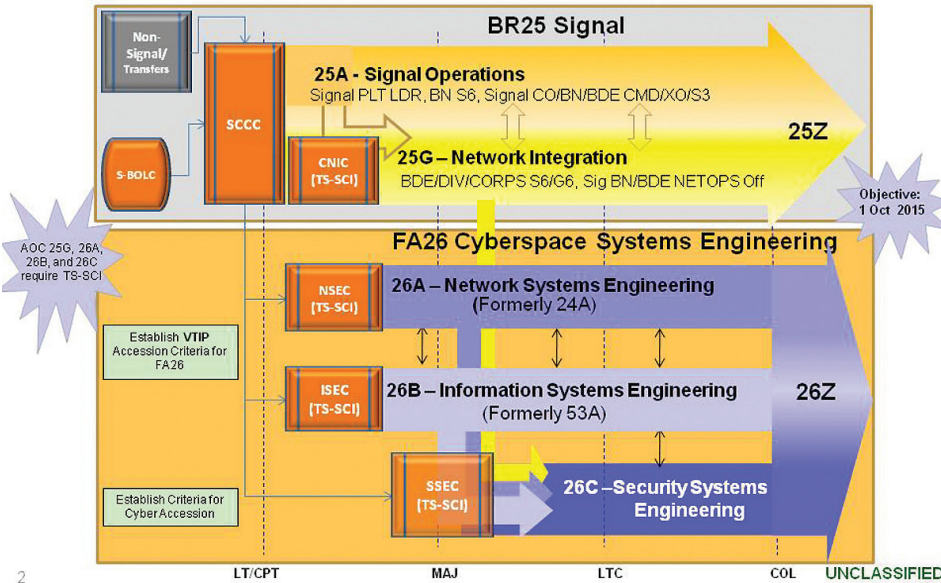 BR25 Signal
Non-
Signal/
Transfers
SCCC
S-BOLC
25A - Signal Operations
Signal PLT LDR, BN S6, Signal CO/BN/BDE CMD/XO/S3
CNIC
(TS-SCI)
25G – Network Integration
BDE/DIV/CORPS S6/G6, Sig BN/BDE NETOPS Off
25Z
Objective:
1 Oct 2015
AOC 25G, 26A,
26B, and 26C
require TS-SCI
FA26 Cyberspace Systems Engineering
NSEC
(TS-SCI)
26A – Network Systems Engineering
(Formerly 24A)
Establish VTIP
Accession Criteria for
FA26
ISEC
(TS-SCI)
26B – Information Systems Engineering
(Formerly 53A)
26Z
SSEC
(TS-SCI)
26C –Security Systems
Engineering
Establish Criteria for
Cyber Accession
2
LT/CPT
MAJ
LTC
COL
UNCLASSIFIED